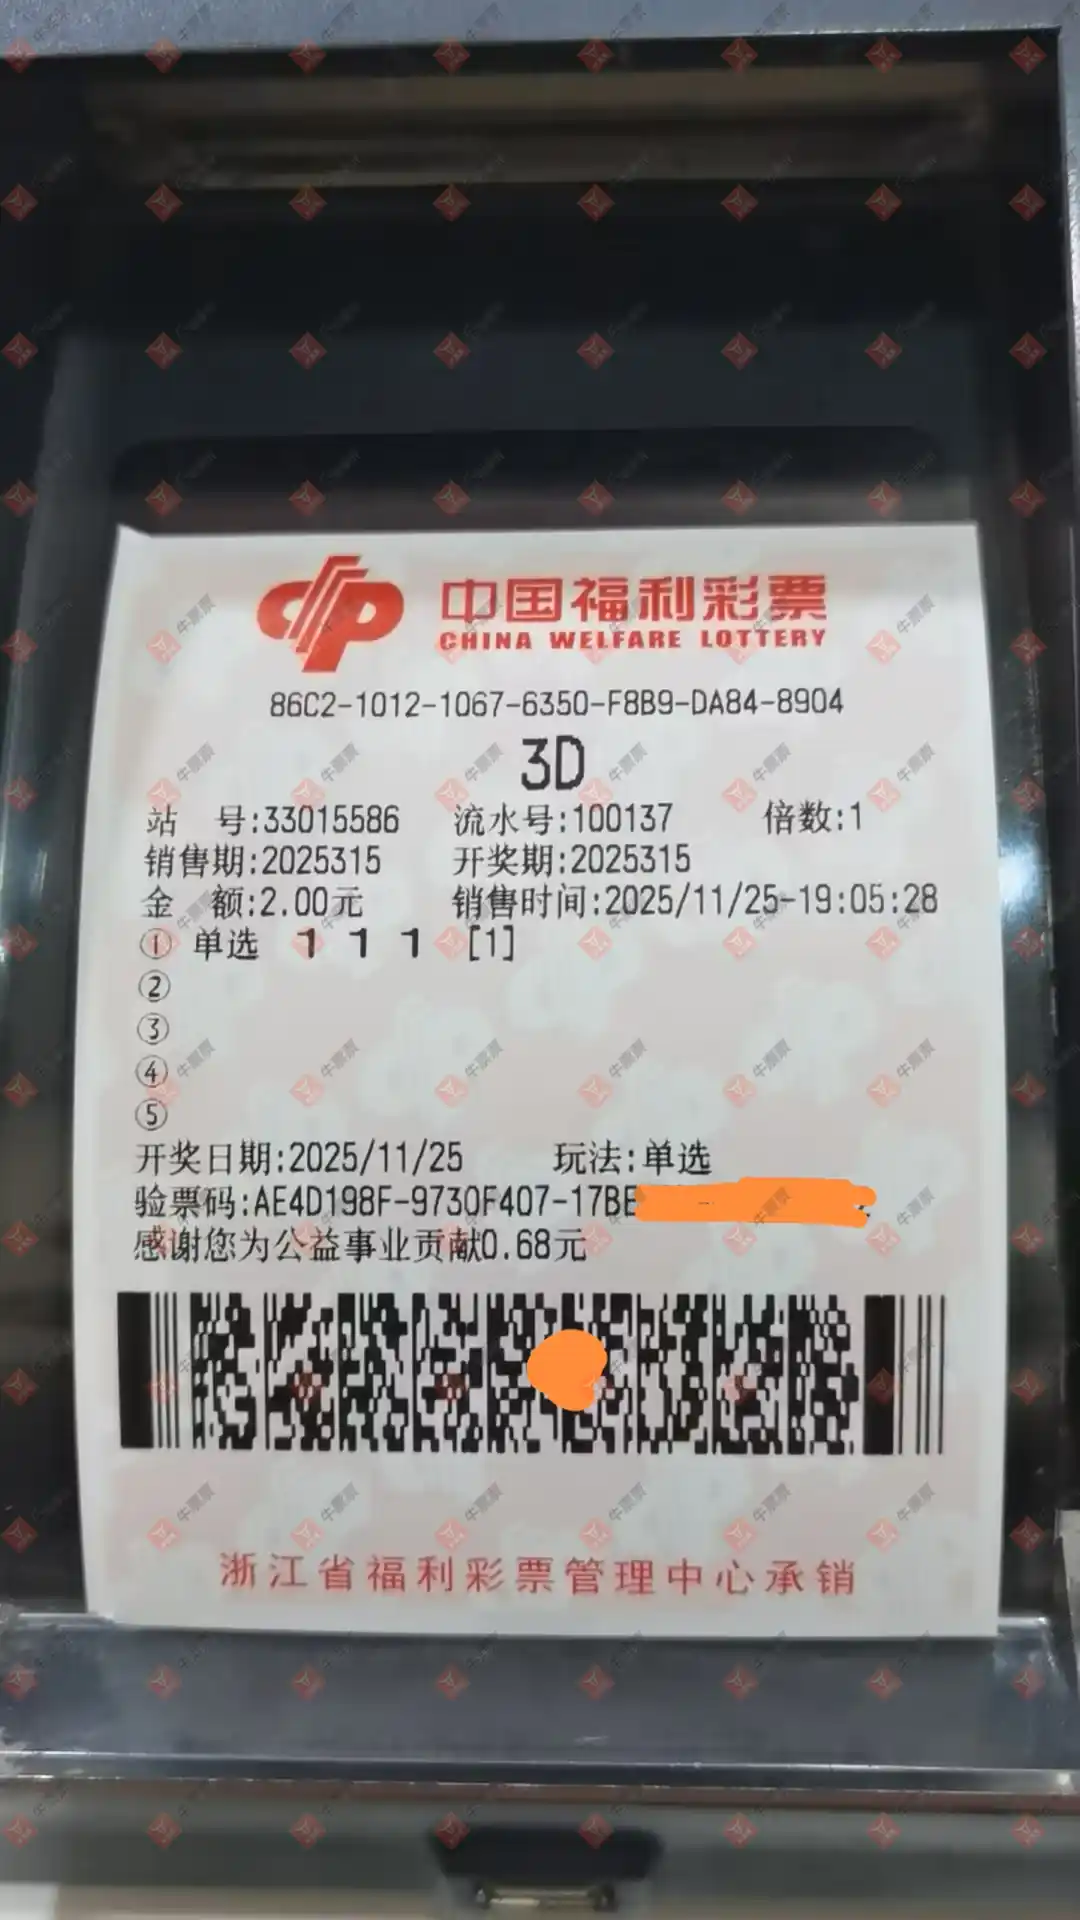 中国福利彩票
CHINA WELFARE LOTTERY
86C2-1012-1067-6350-F8B9-DA84-8904
3D
站 号:33015586 流水号:100137 倍数:1
销售期:2025315 开奖期:2025315
金 额:2.00元 销售时间:2025/11/25-19:05:28
① 单选 1 1 1 [1]
②
③
④
⑤
开奖日期:2025/11/25 玩法:单选
验票码:AE4D198F-9730F407-17BE
感谢您为公益事业贡献0.68元
浙江省福利彩票管理中心承销
牛票票